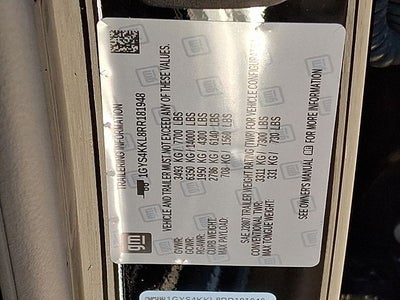 TRAILERING INFORMATION
1GYS4KKL8RR181948
gm
VEHICLE AND TRAILER MUST NOT EXCEED ANY OF THESE VALUES.
GVWR: 3493 KG/ 7700 LBS
GCWR: 6350 KG/14000 LBS
RGAWR: 1950 KG/ 4300 LBS
CURB WEIGHT: 2786 KG/ 6140 LBS
MAX PAYLOAD: 708 KG/ 1560 LBS
SAE J2807 TRAILER WEIGHT RATING (TWR) FOR VEHICLE CONFIGURATION
CONVENTIONAL TWR: 3311 KG/ 7300 LBS
MAX TONGUE WEIGHT: 331 KG/ 730 LBS
SEE OWNER'S MANUAL FOR MORE INFORMATION
1GYS4KKL8RR181948